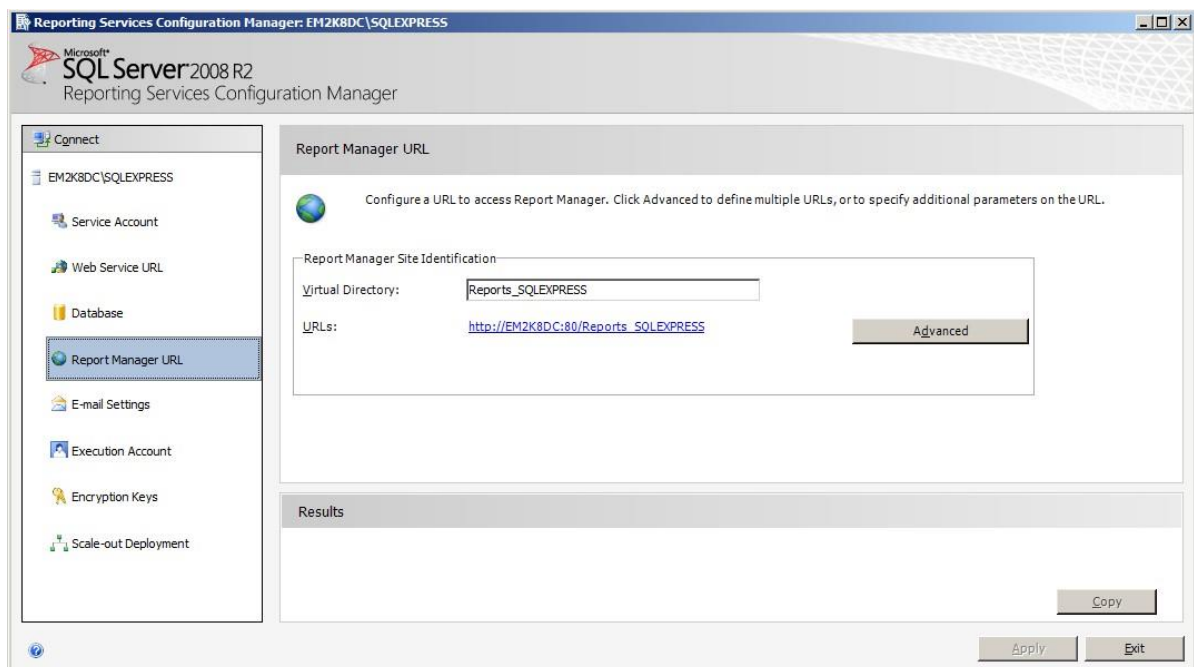 Reporting Services Configuration Manager: EM2K8DC\SQLEXPRESS
Microsoft®
SQL Server 2008 R2
Reporting Services Configuration Manager
Connect
EM2K8DC\SQLEXPRESS
Service Account
Web Service URL
Database
Report Manager URL
E-mail Settings
Execution Account
Encryption Keys
Scale-out Deployment
Report Manager URL
Configure a URL to access Report Manager. Click Advanced to define multiple URLs, or to specify additional parameters on the URL.
Report Manager Site Identification
Virtual Directory: Reports_SQLEXPRESS
URLs: http://EM2K8DC:80/Reports_SQLEXPRESS
Advanced
Results
Copy
Apply Exit